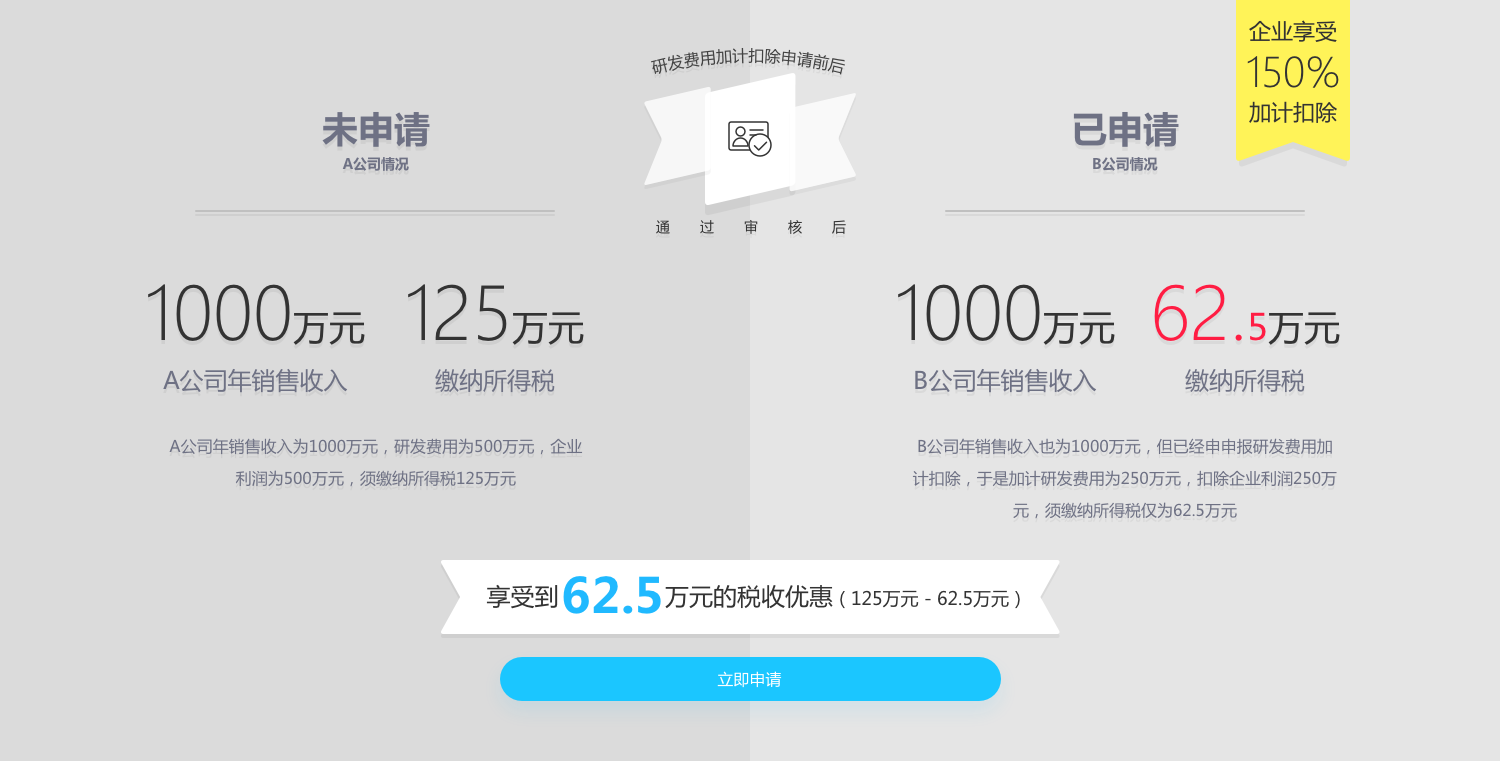 企业享受
150%
加计扣除
研发费用加计扣除申请前后
通过审核后
未申请
A公司情况
1000万元
125万元
A公司年销售收入
缴纳所得税
A公司年销售收入为1000万元，研发费用为500万元，企业
利润为500万元，须缴纳所得税125万元
已申请
B公司情况
1000万元
62.5万元
B公司年销售收入
缴纳所得税
B公司年销售收入也为1000万元，但已经申申报研发费用加
计扣除，于是加计研发费用为250万元，扣除企业利润250万
元，须缴纳所得税仅为62.5万元
享受到62.5万元的税收优惠（125万元 - 62.5万元）
立即申请